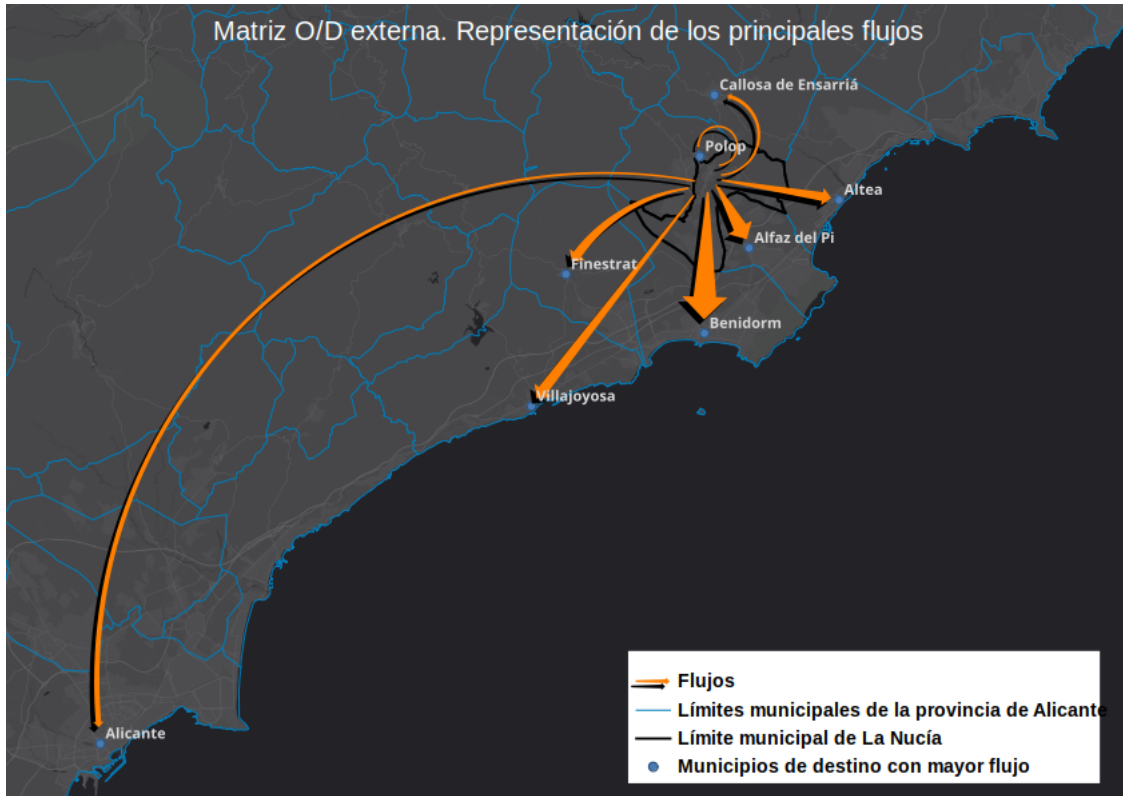 Matriz O/D externa. Representación de los principales flujos
Callosa de Ensarriá
Polop
Altea
Alfaz del Pi
Finestrat
Benidorm
Villajoyosa
Alicante
Flujos
Límites municipales de la provincia de Alicante
Límite municipal de La Nucía
Municipios de destino con mayor flujo